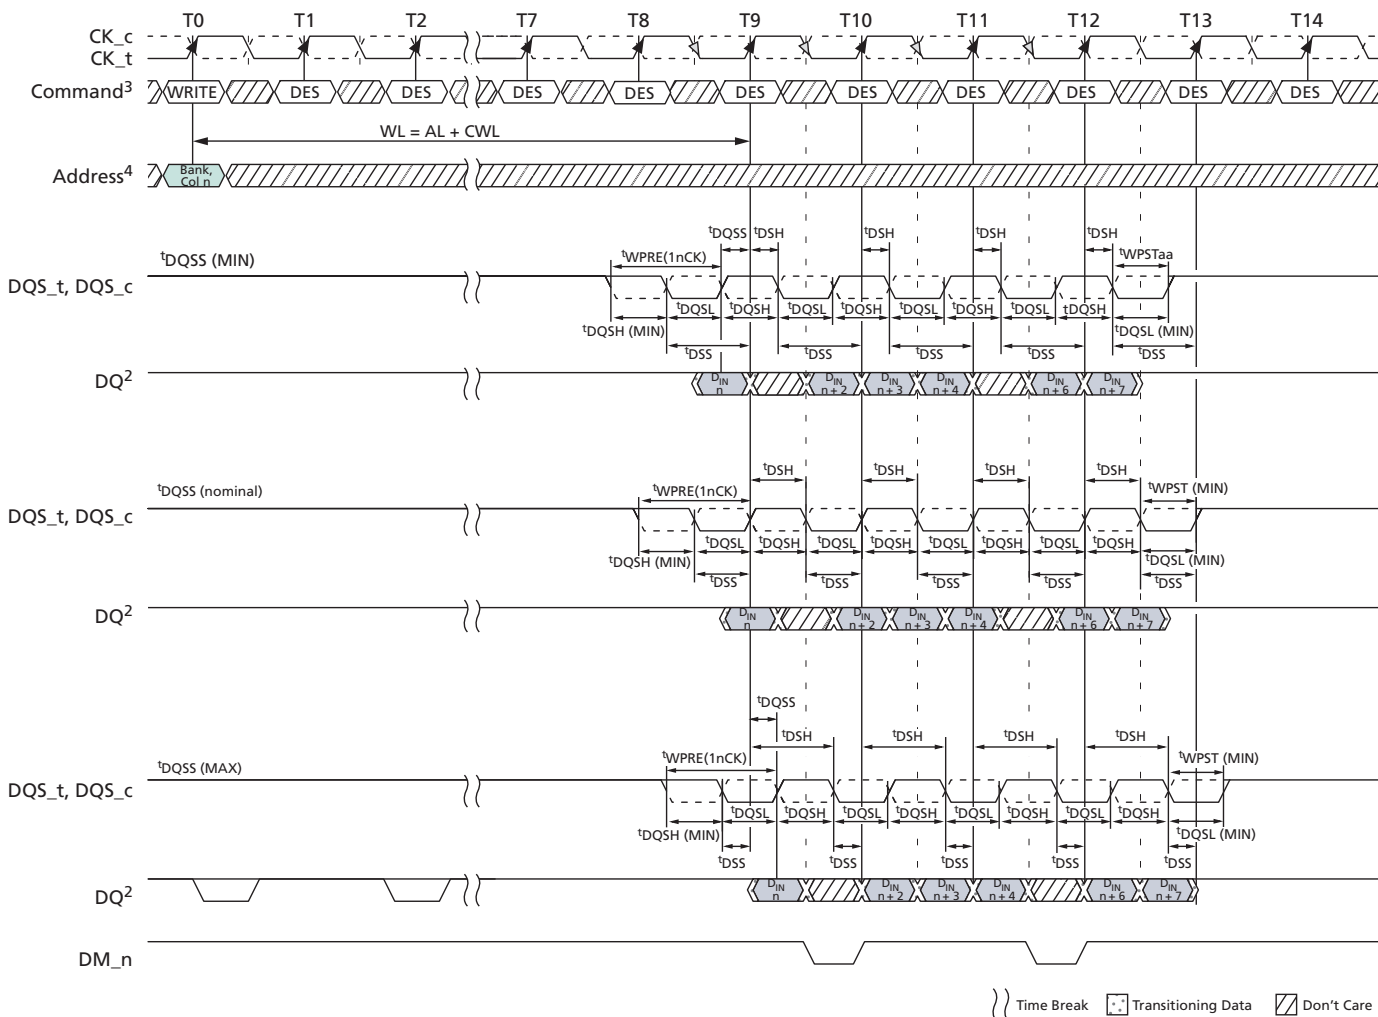 T0 T1 T2 T7 T8 T9 T10 T11 T12 T13 T14
CK_c
CK_t
Command3 WRITE DES DES DES DES DES DES DES DES DES DES
WL = AL + CWL
Address4 Bank,
Col n
tDQSS tDSH tDSH tDSH tDSH
tDQSS (MIN) tWPRE(1nCK) tWPSTaa
DQS_t, DQS_c
tDQSL tDQSH tDQSL tDQSH tDQSL tDQSH tDQSL tDQSH
tDQSH (MIN) tDQSL (MIN)
tDSS tDSS tDSS tDSS tDSS
DQ2 DIN DIN DIN DIN DIN DIN
n n + 2 n + 3 n + 4 n + 6 n + 7
tDSH tDSH tDSH tDSH
tDQSS (nominal) tWPRE(1nCK) tWPST (MIN)
DQS_t, DQS_c
tDQSL tDQSH tDQSL tDQSH tDQSL tDQSH tDQSL tDQSH
tDQSH (MIN) tDQSL (MIN)
tDSS tDSS tDSS tDSS tDSS
DQ2 DIN DIN DIN DIN DIN DIN
n n + 2 n + 3 n + 4 n + 6 n + 7
tDQSS
tDSH tDSH tDSH tDSH
tDQSS (MAX) tWPRE(1nCK) tWPST (MIN)
DQS_t, DQS_c
tDQSL tDQSH tDQSL tDQSH tDQSL tDQSH tDQSL tDQSH
tDQSH (MIN) tDQSL (MIN)
tDSS tDSS tDSS tDSS tDSS
DQ2 DIN DIN DIN DIN DIN DIN
n n + 2 n + 3 n + 4 n + 6 n + 7
DM_n
Time Break Transitioning Data Don't Care